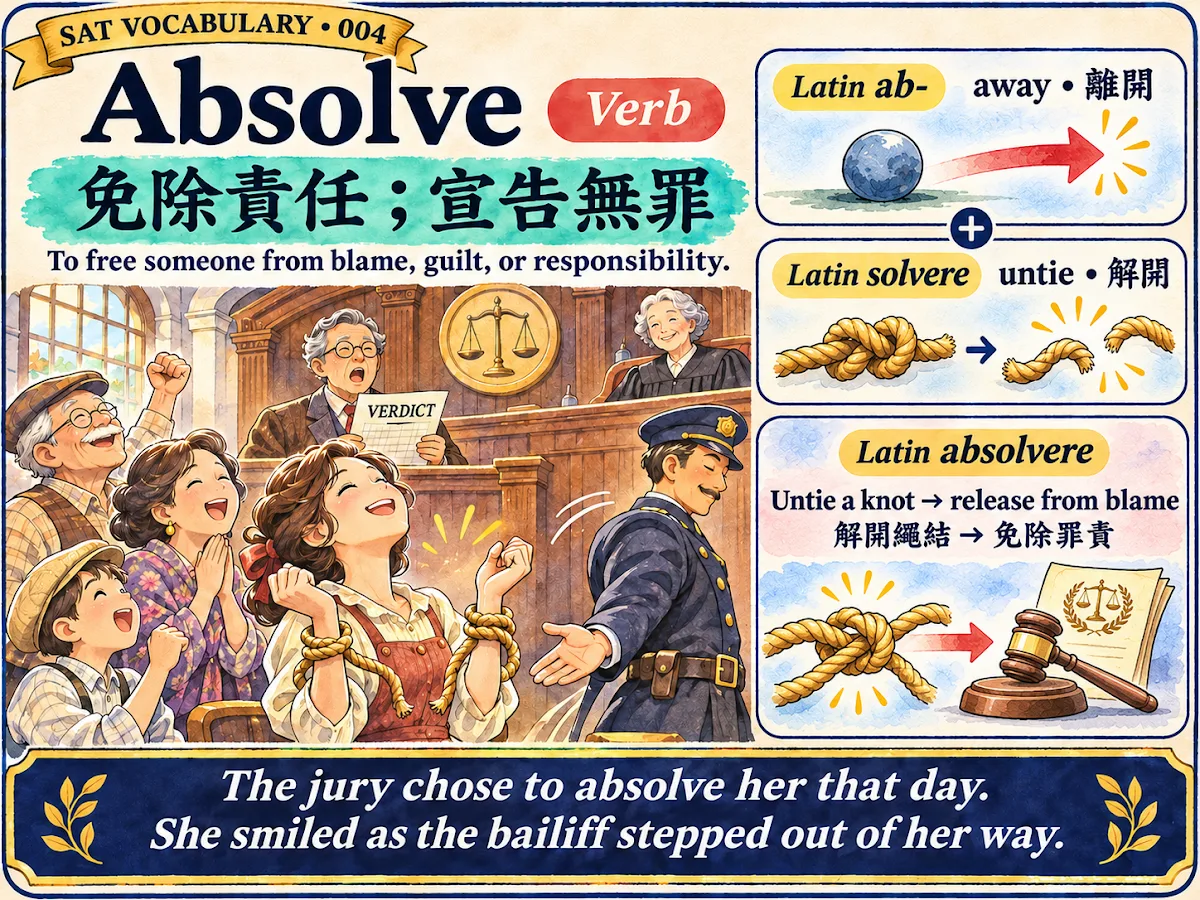 SAT VOCABULARY • 004
Absolve
Verb
免除責任；宣告無罪
To free someone from blame, guilt, or responsibility.
VERDICT
Latin ab-
away • 離開
+
Latin solvere
untie • 解開
Latin absolvere
Untie a knot → release from blame
解開繩結 → 免除罪責
The jury chose to absolve her that day.
She smiled as the bailiff stepped out of her way.